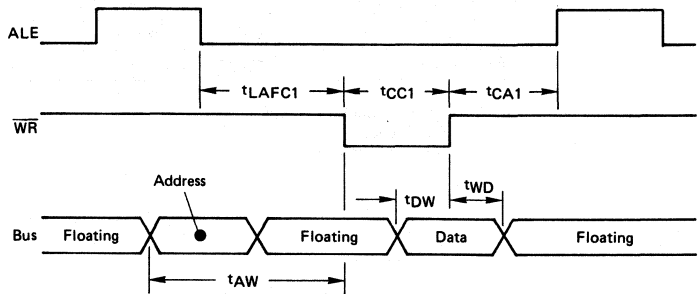 ALE
tLAFC1 tCC1 tCA1
WR
Address
tDW tWD
Bus Floating Floating Data Floating
tAW